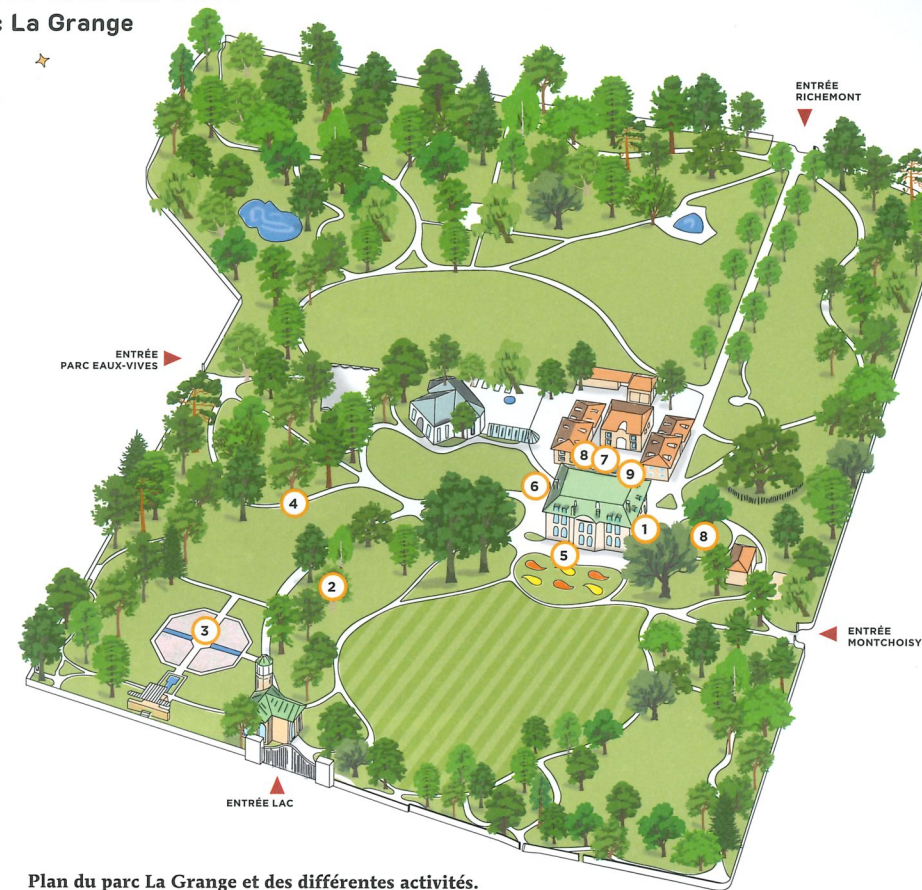 La Grange
ENTRÉE
RICHEMONT
ENTRÉE
PARC EAUX-VIVES
8
7
9
6
4
1
8
5
2
3
ENTRÉE
MONTCHOISY
ENTRÉE LAC
Plan du parc La Grange et des différentes activités.